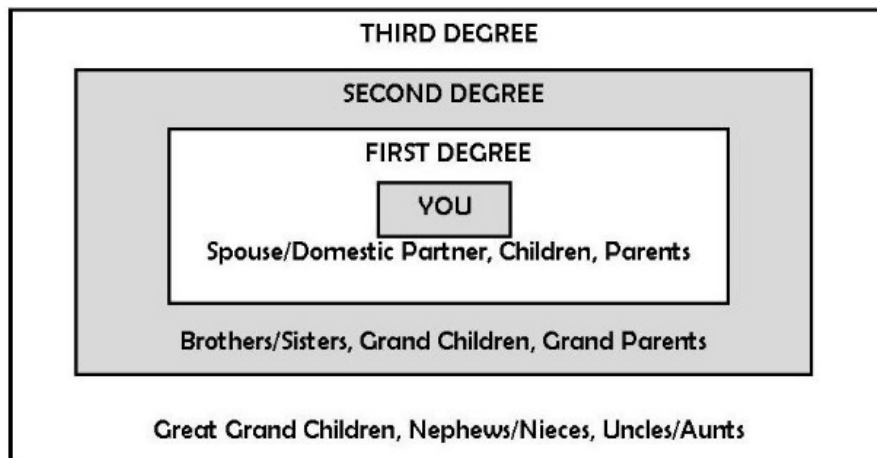 THIRD DEGREE
SECOND DEGREE
FIRST DEGREE
YOU
Spouse/Domestic Partner, Children, Parents
Brothers/Sisters, Grand Children, Grand Parents
Great Grand Children, Nephews/Nieces, Uncles/Aunts